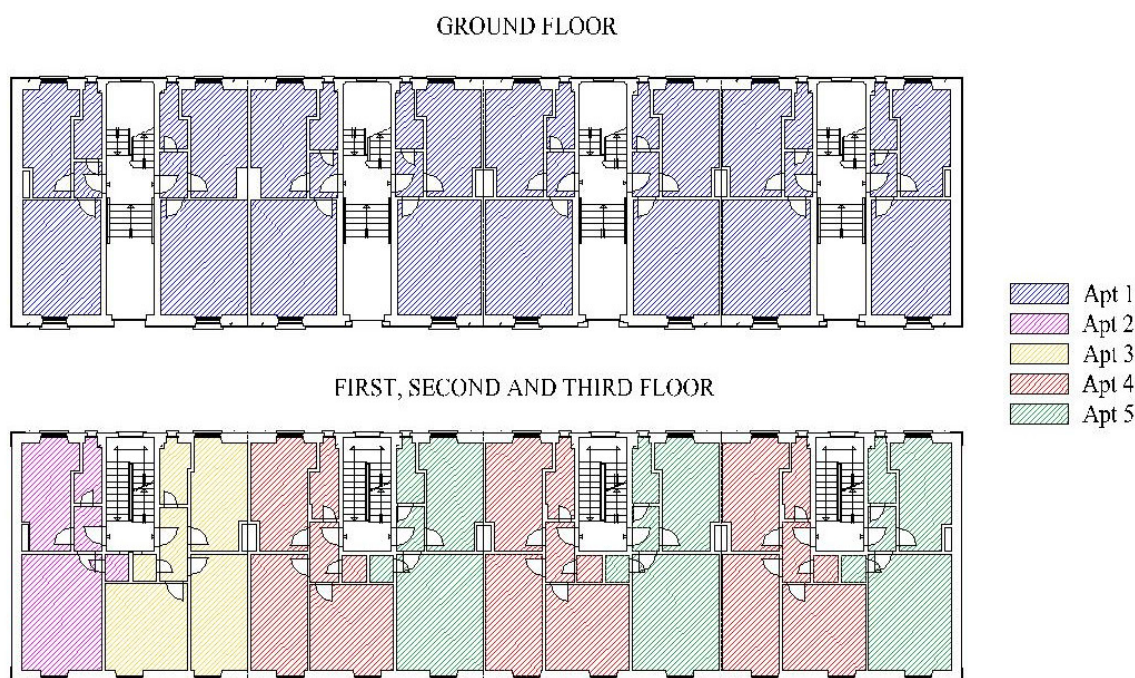 GROUND FLOOR
Apt 1
Apt 2
Apt 3
Apt 4
Apt 5
FIRST, SECOND AND THIRD FLOOR